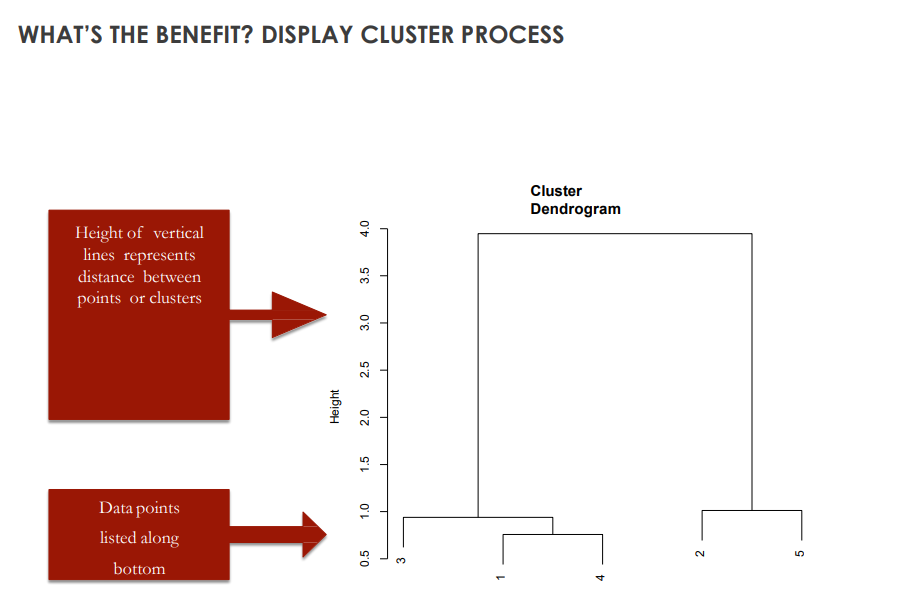 WHAT'S THE BENEFIT? DISPLAY CLUSTER PROCESS
Height of vertical
lines represents
distance between
points or clusters
Data points
listed along
bottom
Cluster
Dendrogram
Height
4.0
3.5
3.0
2.5
2.0
1.5
1.0
0.5
3
1
4
2
5